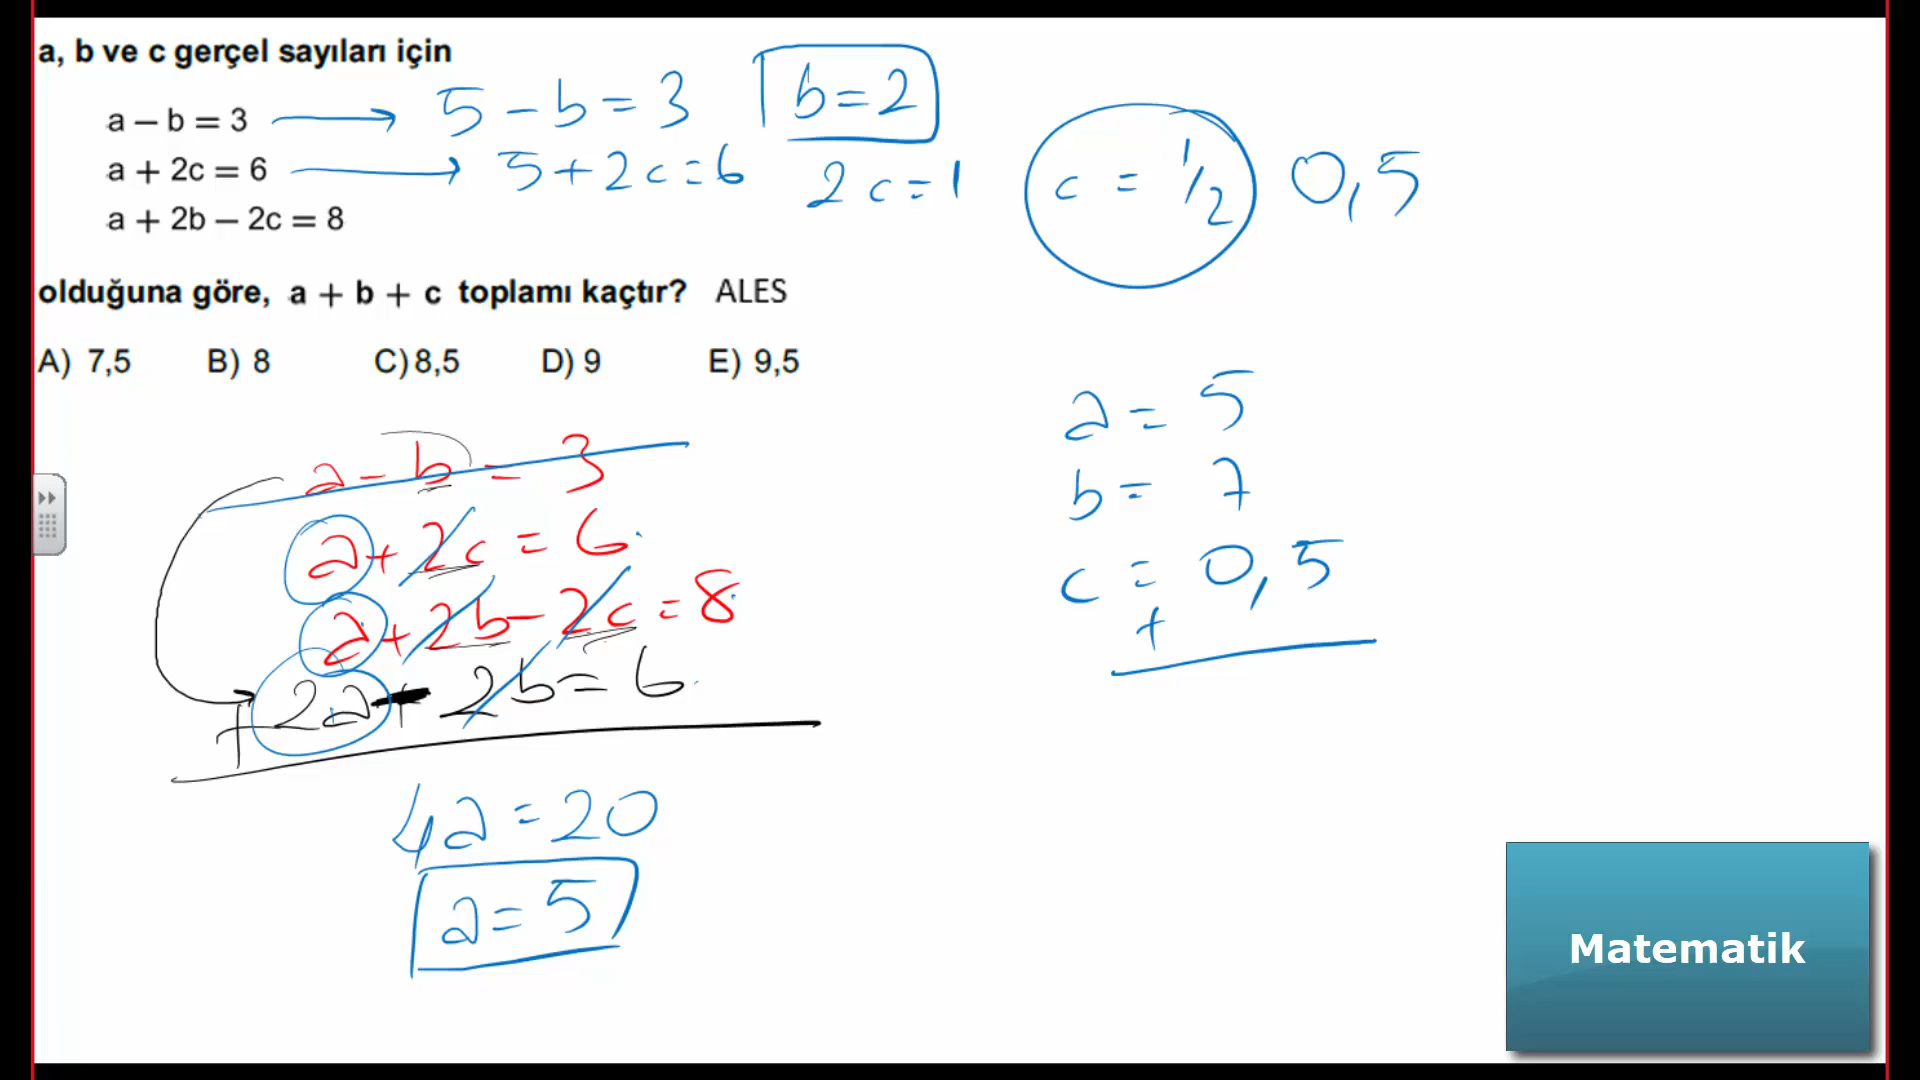 a, b ve c gerçel sayıları için
a – b = 3 → 5 – b = 3 b = 2
a + 2c = 6 → 5 + 2c = 6 2c = 1 c = 1/2 0,5
a + 2b – 2c = 8
olduğuna göre, a + b + c toplamı kaçtır? ALES
A) 7,5 B) 8 C) 8,5 D) 9 E) 9,5
a – b = 3
a + 2c = 6
a + 2b – 2c = 8
+ 2a – 2b = 6
4a = 20
a = 5
a = 5
b = 7
c = 0,5
+
Matematik